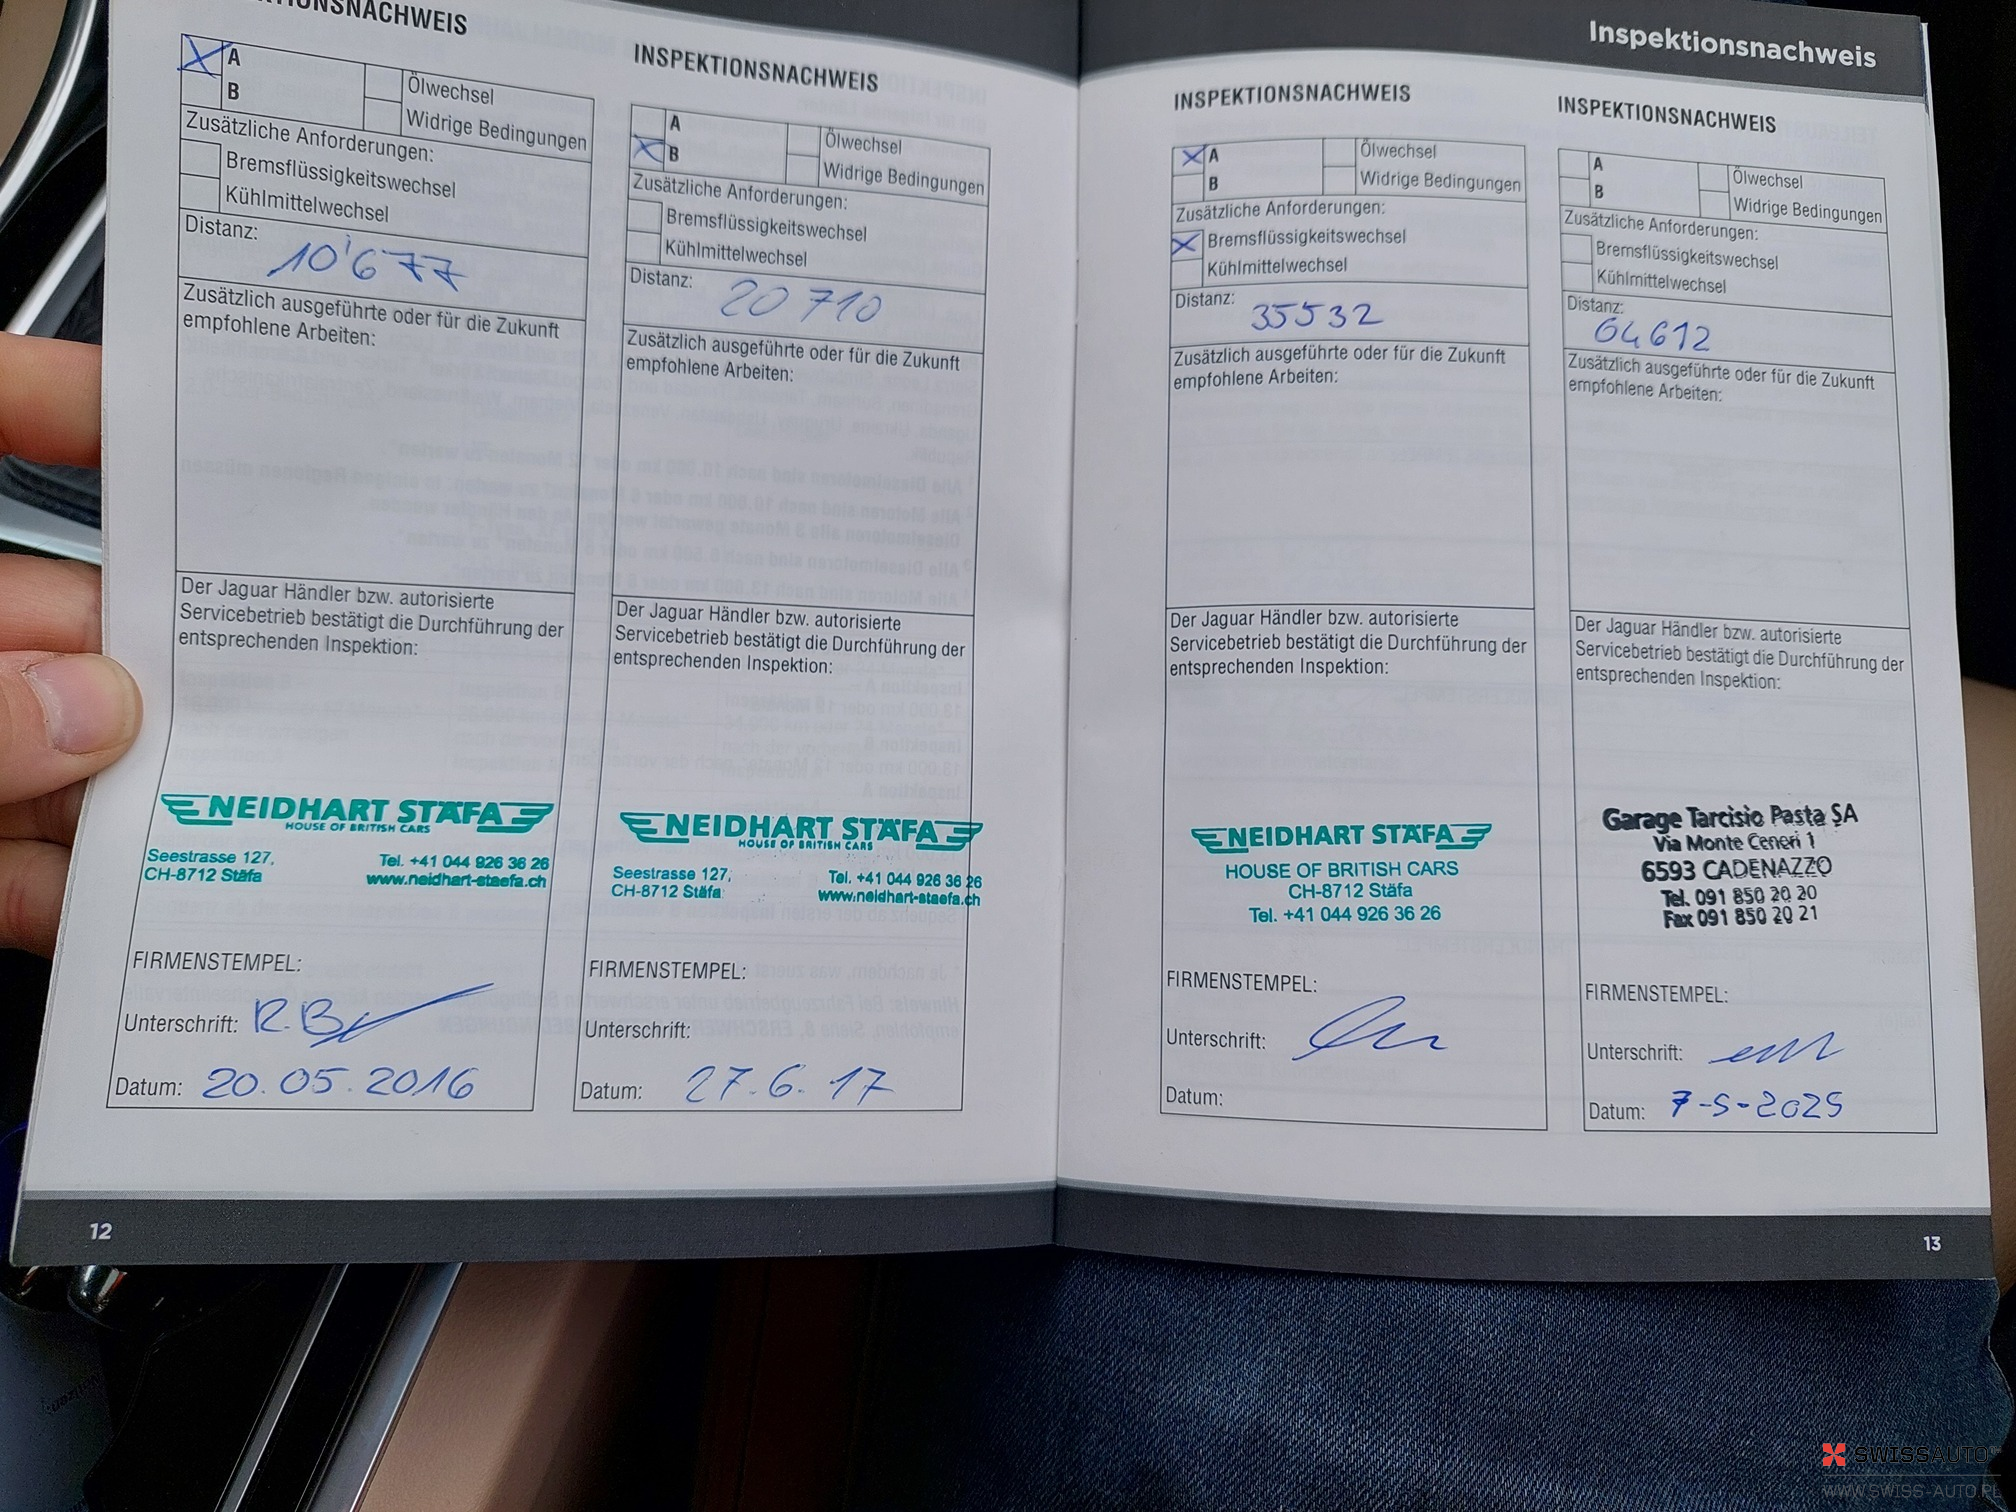 INSPEKTIONSNACHWEIS
A
B
Ölwechsel
Widrige Bedingungen
Zusätzliche Anforderungen:
Bremsflüssigkeitswechsel
Kühlmittelwechsel
Distanz:
10'677
Zusätzlich ausgeführte oder für die Zukunft
empfohlene Arbeiten:
Der Jaguar Händler bzw. autorisierte
Servicebetrieb bestätigt die Durchführung der
entsprechenden Inspektion:
NEIDHART STÄFA
HOUSE OF BRITISH CARS
Seestrasse 127,
CH-8712 Stäfa
Tel. +41 044 926 36 26
www.neidhart-staefa.ch
FIRMENSTEMPEL:
Unterschrift:
Datum: 20.05.2016
12
INSPEKTIONSNACHWEIS
A
B
Ölwechsel
Widrige Bedingungen
Zusätzliche Anforderungen:
Bremsflüssigkeitswechsel
Kühlmittelwechsel
Distanz:
20710
Zusätzlich ausgeführte oder für die Zukunft
empfohlene Arbeiten:
Der Jaguar Händler bzw. autorisierte
Servicebetrieb bestätigt die Durchführung der
entsprechenden Inspektion:
NEIDHART STÄFA
HOUSE OF BRITISH CARS
Seestrasse 127,
CH-8712 Stäfa
Tel. +41 044 926 36 26
www.neidhart-staefa.ch
FIRMENSTEMPEL:
Unterschrift:
Datum: 27.6.17
Inspektionsnachweis
INSPEKTIONSNACHWEIS
A
B
Ölwechsel
Widrige Bedingungen
Zusätzliche Anforderungen:
Bremsflüssigkeitswechsel
Kühlmittelwechsel
Distanz:
35532
Zusätzlich ausgeführte oder für die Zukunft
empfohlene Arbeiten:
Der Jaguar Händler bzw. autorisierte
Servicebetrieb bestätigt die Durchführung der
entsprechenden Inspektion:
NEIDHART STÄFA
HOUSE OF BRITISH CARS
CH-8712 Stäfa
Tel. +41 044 926 36 26
FIRMENSTEMPEL:
Unterschrift:
Datum:
INSPEKTIONSNACHWEIS
A
B
Ölwechsel
Widrige Bedingungen
Zusätzliche Anforderungen:
Bremsflüssigkeitswechsel
Kühlmittelwechsel
Distanz:
64612
Zusätzlich ausgeführte oder für die Zukunft
empfohlene Arbeiten:
Der Jaguar Händler bzw. autorisierte
Servicebetrieb bestätigt die Durchführung der
entsprechenden Inspektion:
Garage Tarcisio Pasta SA
Via Monte Ceneri 1
6593 CADENAZZO
Tel. 091 850 20 20
Fax 091 850 20 21
FIRMENSTEMPEL:
Unterschrift:
Datum: 7-5-2025
13
SWISSAUTO
WWW.SWISS-AUTO.PL